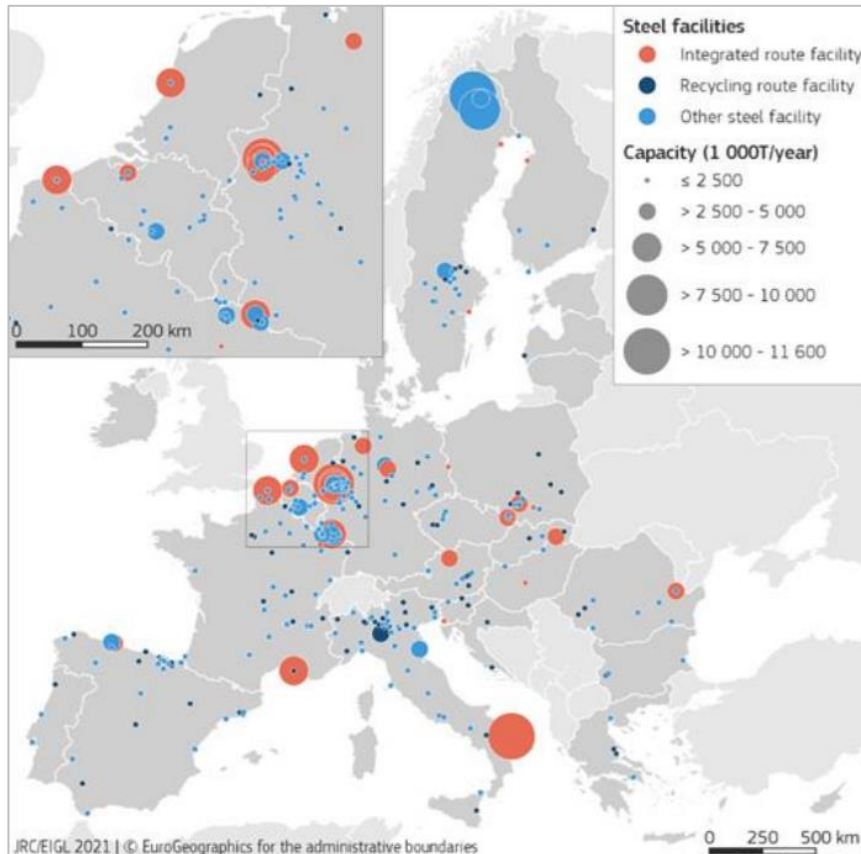 Steel facilities
Integrated route facility
Recycling route facility
Other steel facility
Capacity (1 000T/year)
≤ 2 500
> 2 500 - 5 000
> 5 000 - 7 500
> 7 500 - 10 000
> 10 000 - 11 600
0 100 200 km
JRC/EIGL 2021 | © EuroGeographics for the administrative boundaries
0 250 500 km